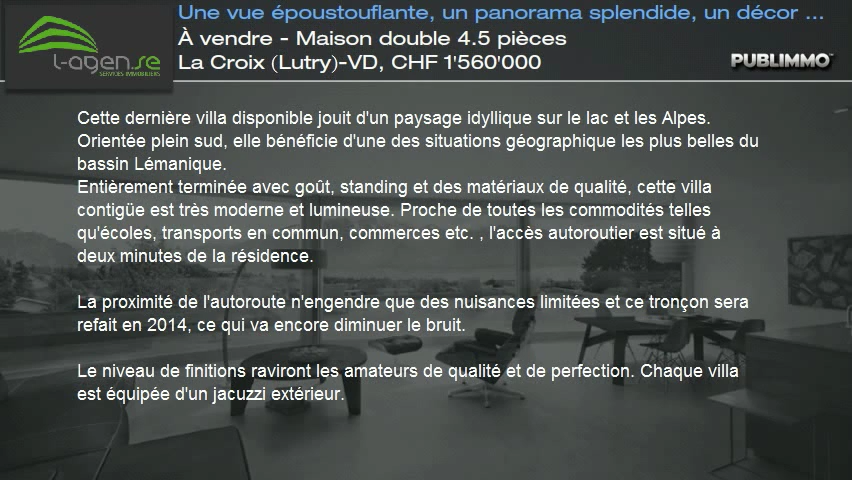 Une vue époustouflante, un panorama splendide, un décor ...
À vendre - Maison double 4.5 pièces
La Croix (Lutry)-VD, CHF 1'560'000
l-agen.se
SERVICES IMMOBILIERS
PUBLIMMO
Cette dernière villa disponible jouit d'un paysage idyllique sur le lac et les Alpes.
Orientée plein sud, elle bénéficie d'une des situations géographique les plus belles du
bassin Lémanique.
Entièrement terminée avec goût, standing et des matériaux de qualité, cette villa
contigüe est très moderne et lumineuse. Proche de toutes les commodités telles
qu'écoles, transports en commun, commerces etc. , l'accès autoroutier est situé à
deux minutes de la résidence.
La proximité de l'autoroute n'engendre que des nuisances limitées et ce tronçon sera
refait en 2014, ce qui va encore diminuer le bruit.
Le niveau de finitions raviront les amateurs de qualité et de perfection. Chaque villa
est équipée d'un jacuzzi extérieur.